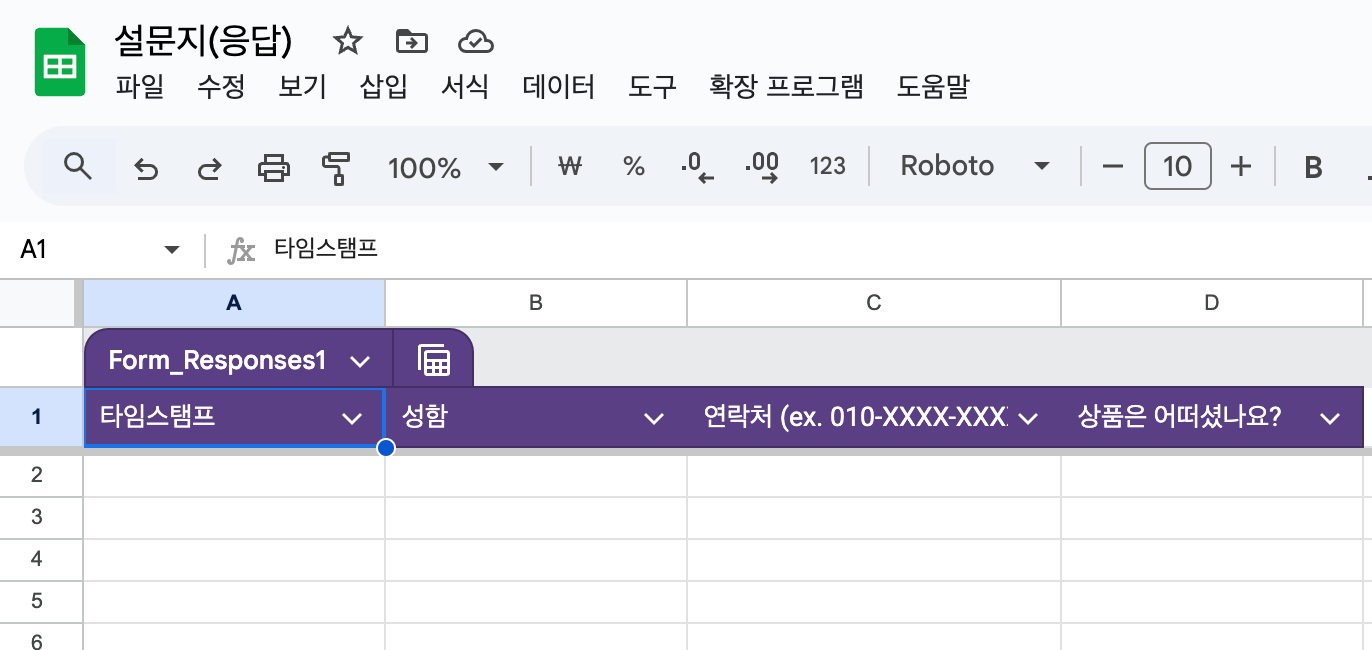 설문지(응답)
파일 수정 보기 삽입 서식 데이터 도구 확장 프로그램 도움말
100% ₩ % .0 .00 123 Roboto 10 B
A1 fx 타임스탬프
A B C D
Form_Responses1
1 타임스탬프 성함 연락처 (ex. 010-XXXX-XXX 상품은 어떠셨나요?
2
3
4
5
6